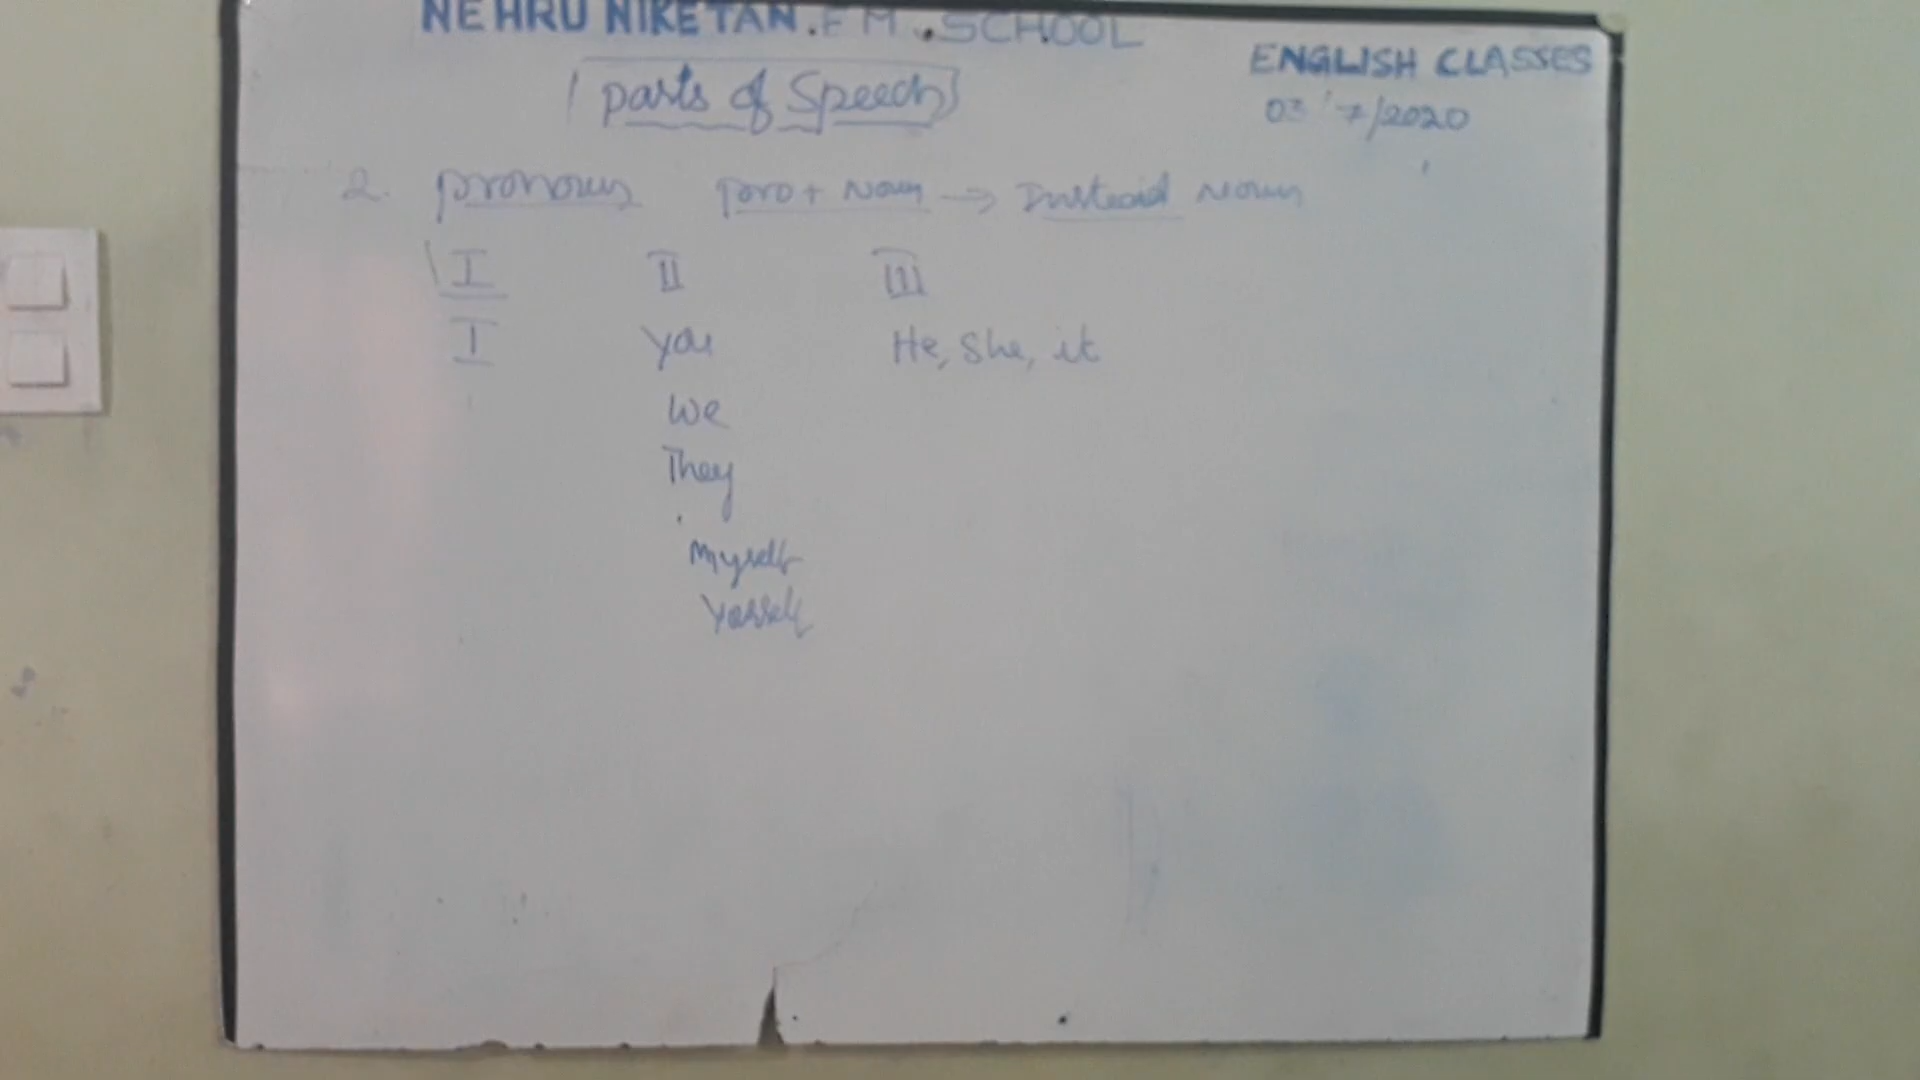 NEHRU NIKETAN.E M.SCHOOL
ENGLISH CLASSES
parts of Speech
03/7/2020
2. pronoun pro + Noun → Instead noun
I II III
I you He, She, it
We
They
Myself